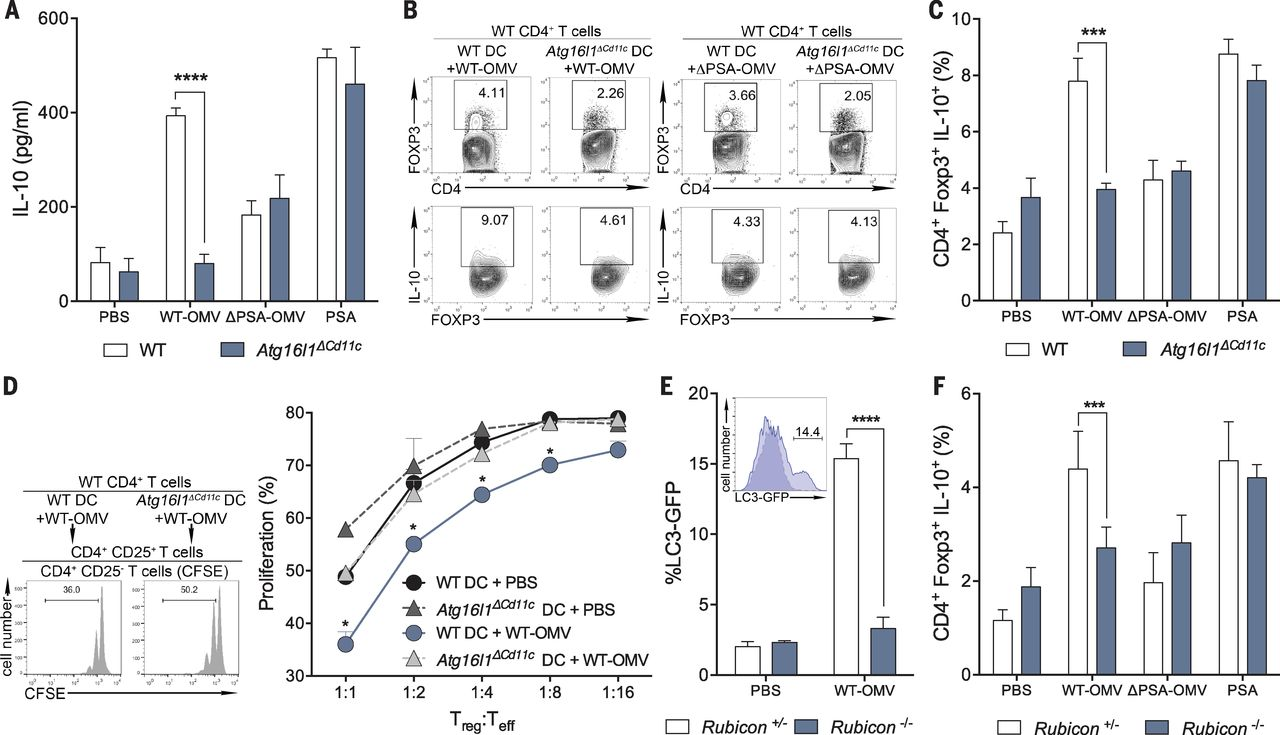 A
IL-10 (pg/ml)
600
400
200
0
****
PBS WT-OMV ΔPSA-OMV PSA
WT Atg16l1ΔCd11c
B
WT CD4+ T cells
WT DC +WT-OMV
Atg16l1ΔCd11c DC +WT-OMV
WT CD4+ T cells
WT DC +ΔPSA-OMV
Atg16l1ΔCd11c DC +ΔPSA-OMV
FOXP3
4.11
2.26
CD4
FOXP3
3.66
2.05
CD4
IL-10
9.07
4.61
FOXP3
IL-10
4.33
4.13
FOXP3
C
CD4+ Foxp3+ IL-10+ (%)
10
8
6
4
2
0
***
PBS WT-OMV ΔPSA-OMV PSA
WT Atg16l1ΔCd11c
D
WT CD4+ T cells
WT DC +WT-OMV
Atg16l1ΔCd11c DC +WT-OMV
CD4+ CD25+ T cells
CD4+ CD25- T cells (CFSE)
cell number
36.0
50.2
CFSE
Proliferation (%)
80
70
60
50
40
30
*
*
*
*
WT DC + PBS
Atg16l1ΔCd11c DC + PBS
WT DC + WT-OMV
Atg16l1ΔCd11c DC + WT-OMV
1:1 1:2 1:4 1:8 1:16
Treg:Teff
E
%LC3-GFP
20
15
10
5
0
cell number
14.4
LC3-GFP
****
PBS WT-OMV
Rubicon +/- Rubicon -/-
F
CD4+ Foxp3+ IL-10+ (%)
6
4
2
0
***
PBS WT-OMV ΔPSA-OMV PSA
Rubicon +/- Rubicon -/-